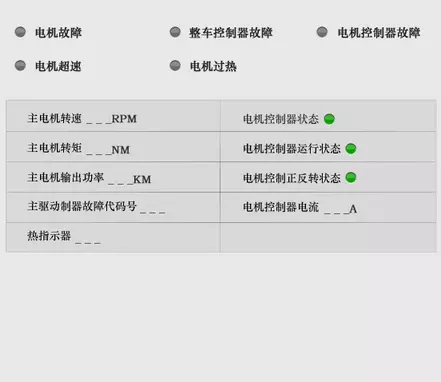 电机故障 整车控制器故障 电机控制器故障
电机超速 电机过热
主电机转速 _ _ _RPM 电机控制器状态
主电机转矩 _ _ _NM 电机控制器运行状态
主电机输出功率 _ _ _KM 电机控制正反转状态
主驱动制器故障代码号 _ _ _ 电机控制器电流 _ _ _A
热指示器 _ _ _